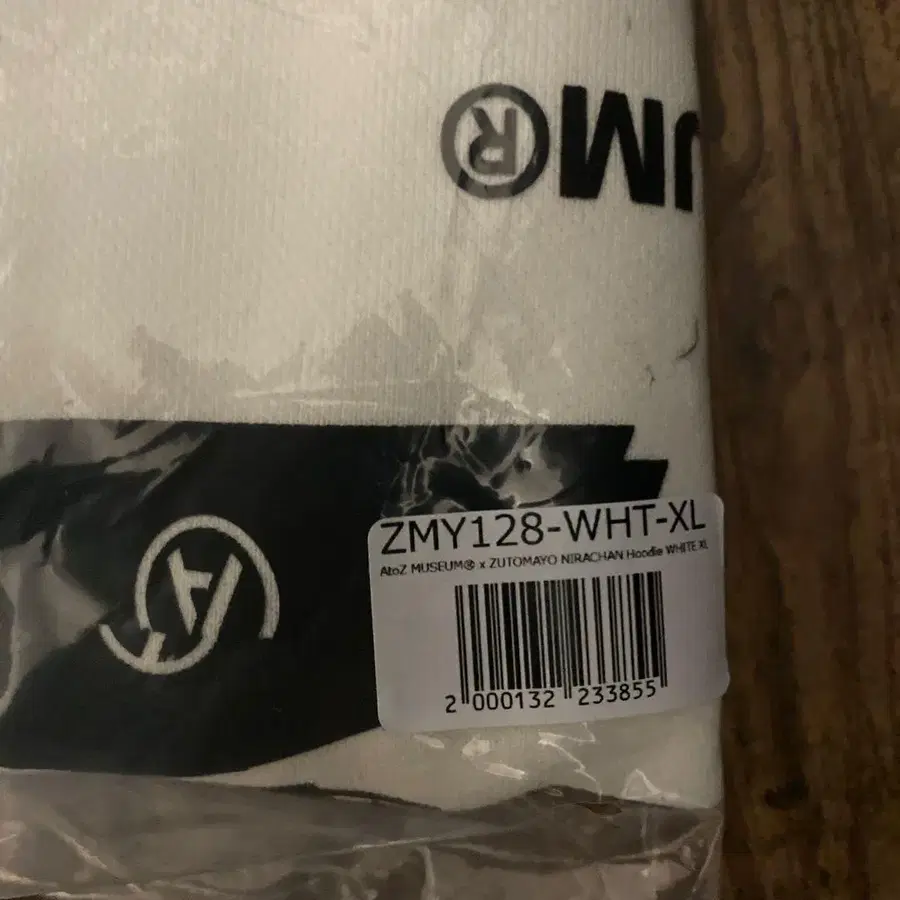 UM®
ZMY128-WHT-XL
AtoZ MUSEUM® x ZUTOMAYO NIRACHAN Hoodie WHITE XL
2 000132 233855